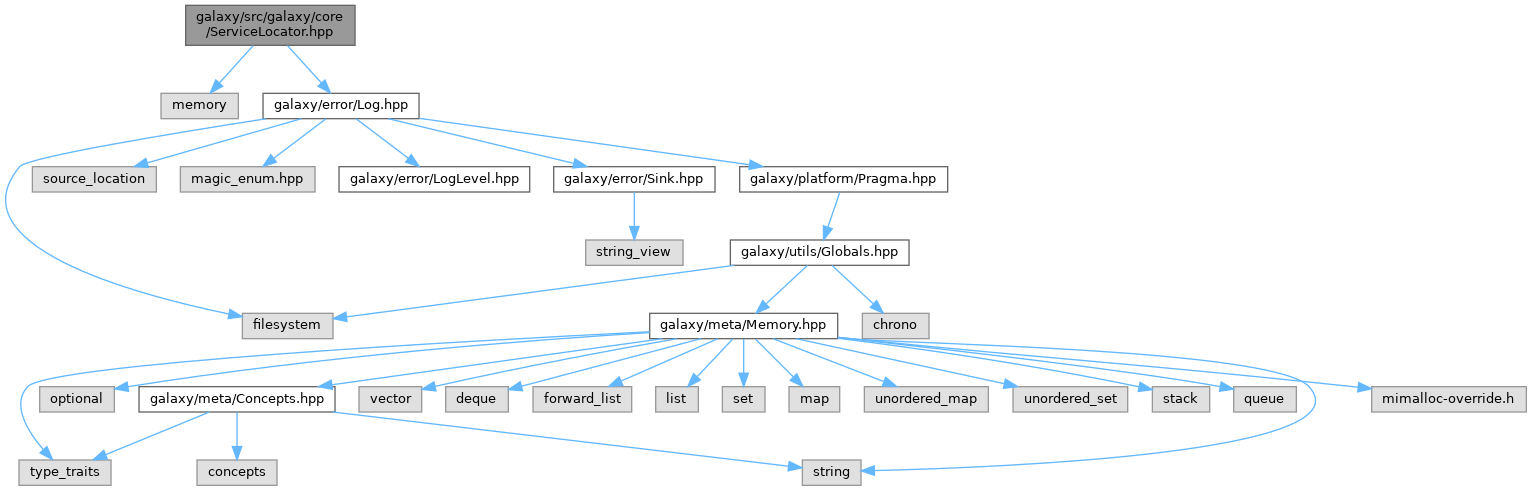 galaxy/src/galaxy/core
/ServiceLocator.hpp
memory
galaxy/error/Log.hpp
source_location
magic_enum.hpp
galaxy/error/LogLevel.hpp
galaxy/error/Sink.hpp
galaxy/platform/Pragma.hpp
string_view
galaxy/utils/Globals.hpp
filesystem
galaxy/meta/Memory.hpp
chrono
optional
galaxy/meta/Concepts.hpp
vector
deque
forward_list
list
set
map
unordered_map
unordered_set
stack
queue
mimalloc-override.h
type_traits
concepts
string